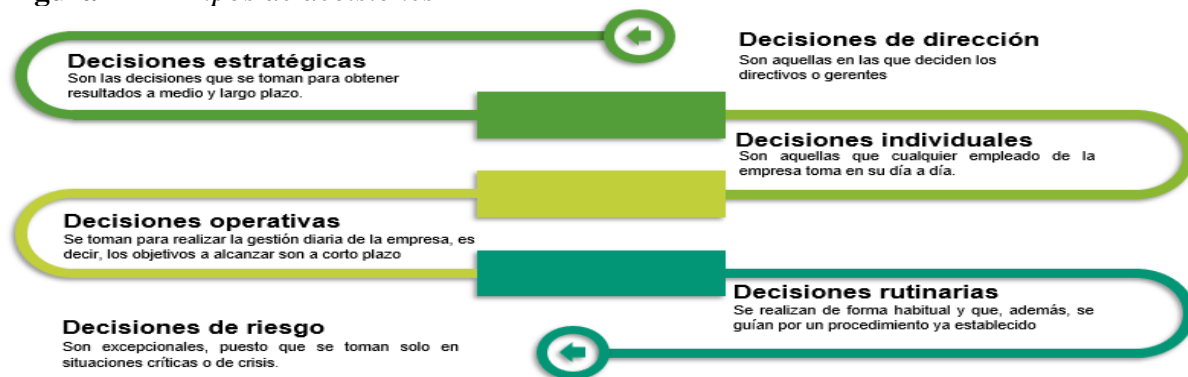 Decisiones estratégicas
Son las decisiones que se toman para obtener
resultados a medio y largo plazo.
Decisiones de dirección
Son aquellas en las que deciden los
directivos o gerentes
Decisiones individuales
Son aquellas que cualquier empleado de la
empresa toma en su día a día.
Decisiones operativas
Se toman para realizar la gestión diaria de la empresa, es
decir, los objetivos a alcanzar son a corto plazo
Decisiones rutinarias
Se realizan de forma habitual y que, además, se
guían por un procedimiento ya establecido
Decisiones de riesgo
Son excepcionales, puesto que se toman solo en
situaciones críticas o de crisis.